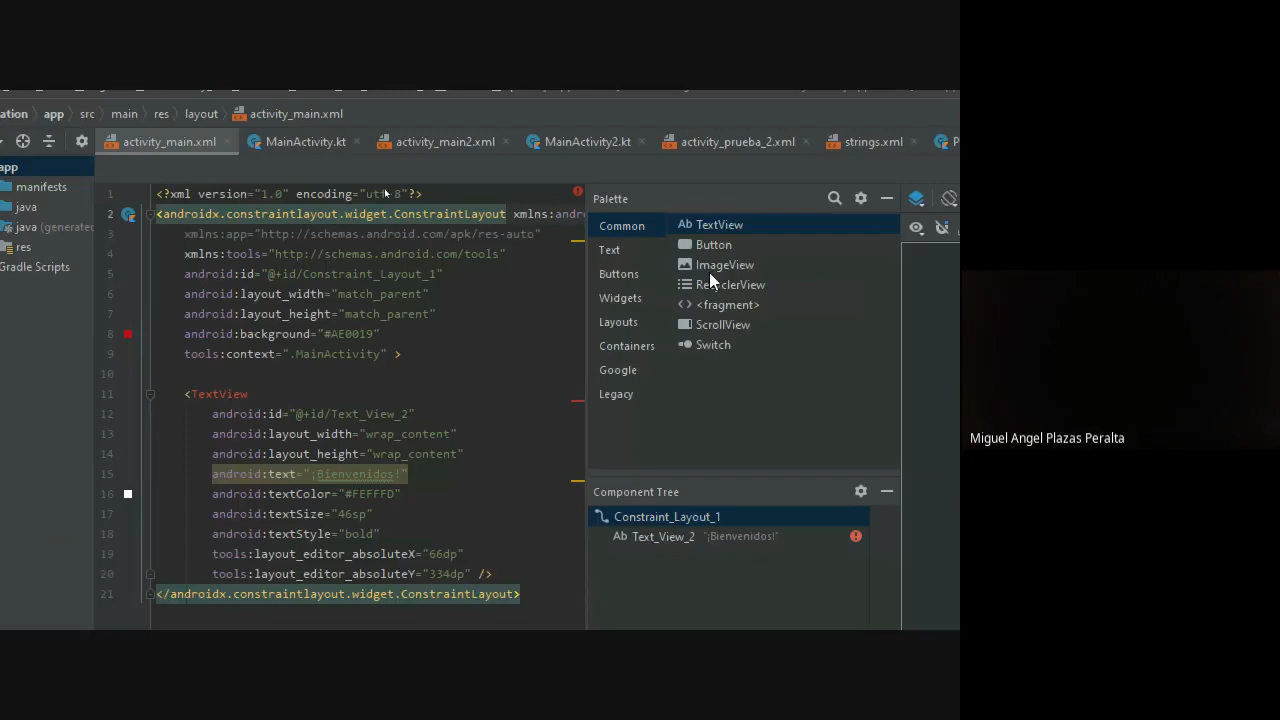 ation app src main res layout activity_main.xml
activity_main.xml MainActivity.kt activity_main2.xml MainActivity2.kt activity_prueba_2.xml strings.xml P
app
manifests
java
java (generated
res
Gradle Scripts
1 <?xml version="1.0" encoding="utf-8"?>
2 <androidx.constraintlayout.widget.ConstraintLayout xmlns:andro
3 xmlns:app="http://schemas.android.com/apk/res-auto"
4 xmlns:tools="http://schemas.android.com/tools"
5 android:id="@+id/Constraint_Layout_1"
6 android:layout_width="match_parent"
7 android:layout_height="match_parent"
8 android:background="#AE0019"
9 tools:context=".MainActivity" >
10
11 <TextView
12 android:id="@+id/Text_View_2"
13 android:layout_width="wrap_content"
14 android:layout_height="wrap_content"
15 android:text="¡Bienvenidos!"
16 android:textColor="#FEFFFD"
17 android:textSize="46sp"
18 android:textStyle="bold"
19 tools:layout_editor_absoluteX="66dp"
20 tools:layout_editor_absoluteY="334dp" />
21 </androidx.constraintlayout.widget.ConstraintLayout>
Palette
Common
Text
Buttons
Widgets
Layouts
Containers
Google
Legacy
Ab TextView
Button
ImageView
RecyclerView
<> <fragment>
ScrollView
Switch
Component Tree
Constraint_Layout_1
Ab Text_View_2 "¡Bienvenidos!"
Miguel Angel Plazas Peralta